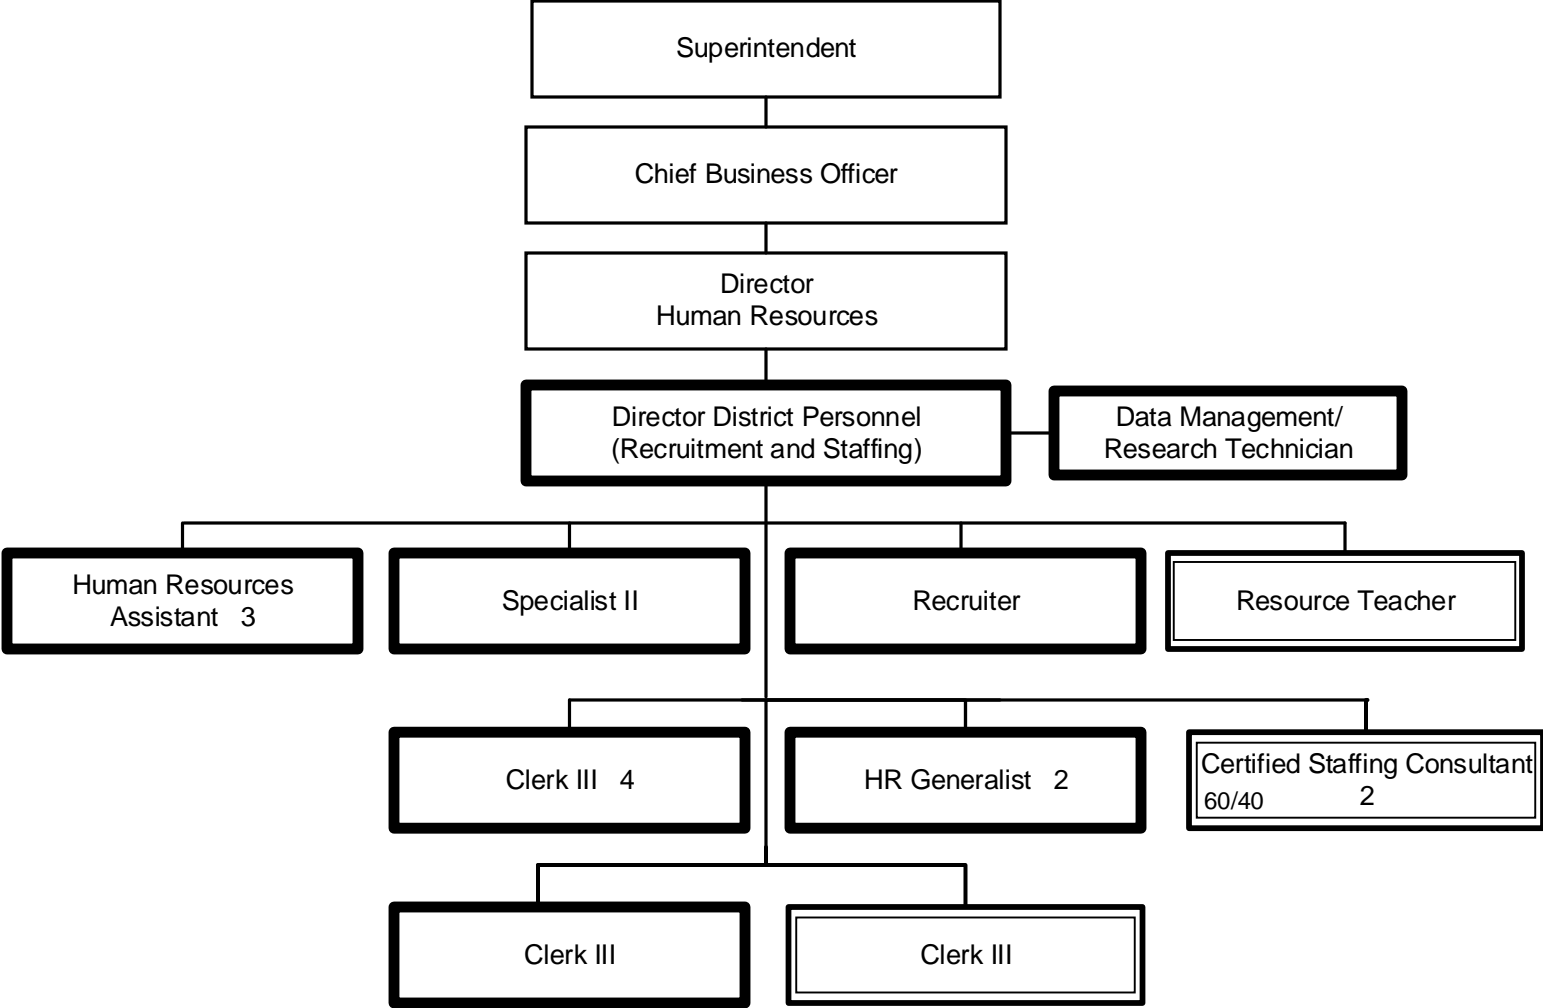 Superintendent
Chief Business Officer
Director
Human Resources
Director District Personnel
(Recruitment and Staffing)
Data Management/
Research Technician
Human Resources
Assistant 3
Specialist II
Recruiter
Resource Teacher
Clerk III 4
HR Generalist 2
Certified Staffing Consultant
60/40 2
Clerk III
Clerk III